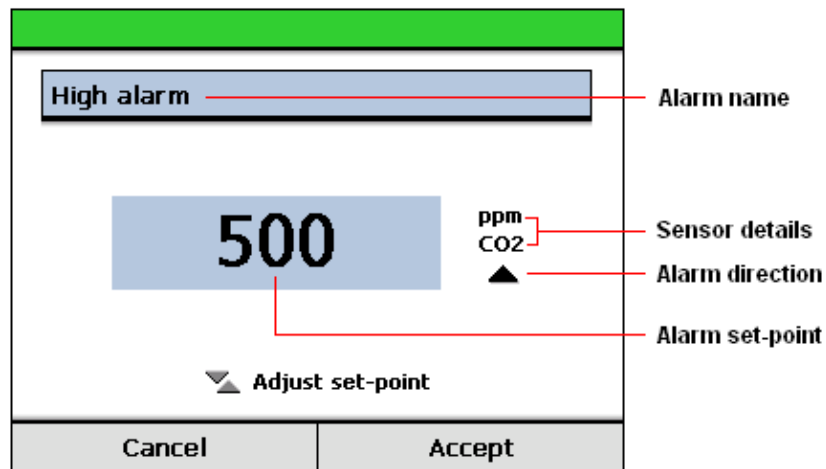 High alarm
Alarm name
500
ppm
CO2
Sensor details
Alarm direction
Alarm set-point
Adjust set-point
Cancel
Accept